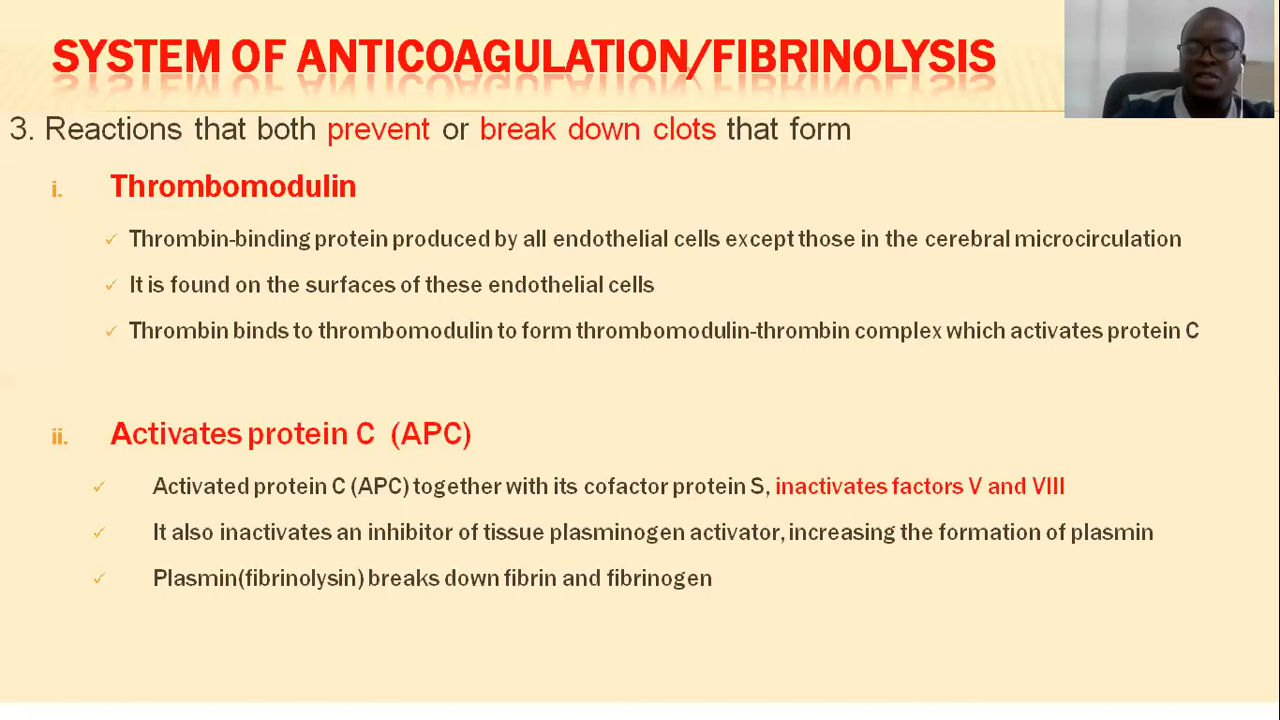 SYSTEM OF ANTICOAGULATION/FIBRINOLYSIS
3. Reactions that both prevent or break down clots that form
i. Thrombomodulin
✓ Thrombin-binding protein produced by all endothelial cells except those in the cerebral microcirculation
✓ It is found on the surfaces of these endothelial cells
✓ Thrombin binds to thrombomodulin to form thrombomodulin-thrombin complex which activates protein C
ii. Activates protein C (APC)
✓ Activated protein C (APC) together with its cofactor protein S, inactivates factors V and VIII
✓ It also inactivates an inhibitor of tissue plasminogen activator, increasing the formation of plasmin
✓ Plasmin(fibrinolysin) breaks down fibrin and fibrinogen